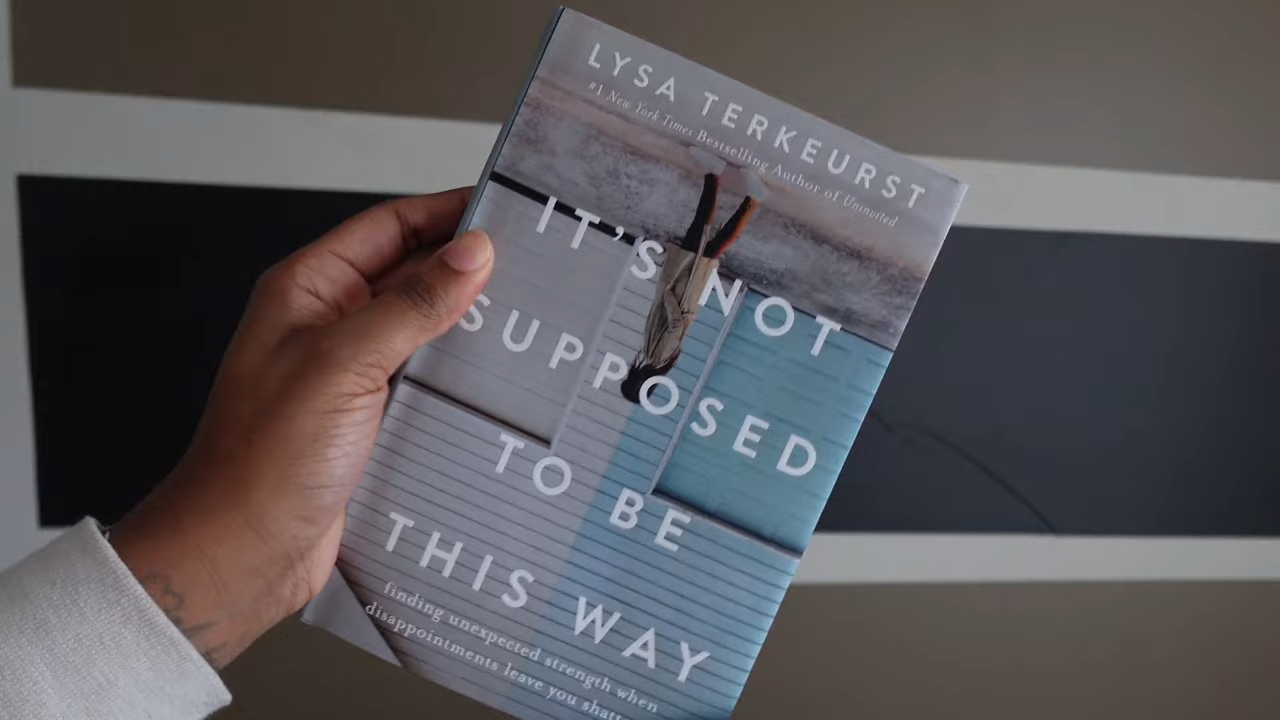 LYSA TERKEURST
#1 New York Times Bestselling Author of Uninvited
IT'S NOT
SUPPOSED
TO BE
THIS WAY
finding unexpected strength when
disappointments leave you